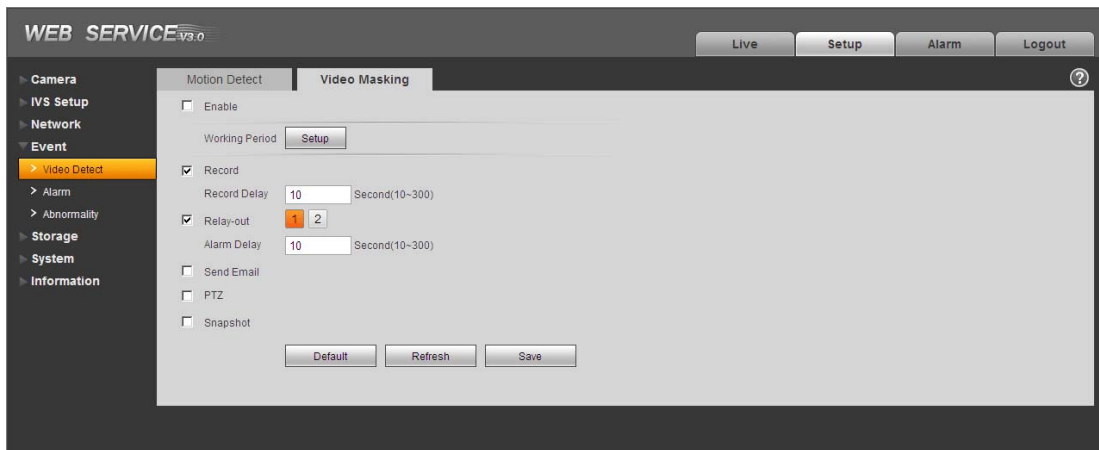 WEB SERVICE V3.0
Live Setup Alarm Logout
Camera
IVS Setup
Network
Event
> Video Detect
> Alarm
> Abnormality
Storage
System
Information
Motion Detect Video Masking ?
Enable
Working Period Setup
Record
Record Delay 10 Second(10~300)
Relay-out 1 2
Alarm Delay 10 Second(10~300)
Send Email
PTZ
Snapshot
Default Refresh Save